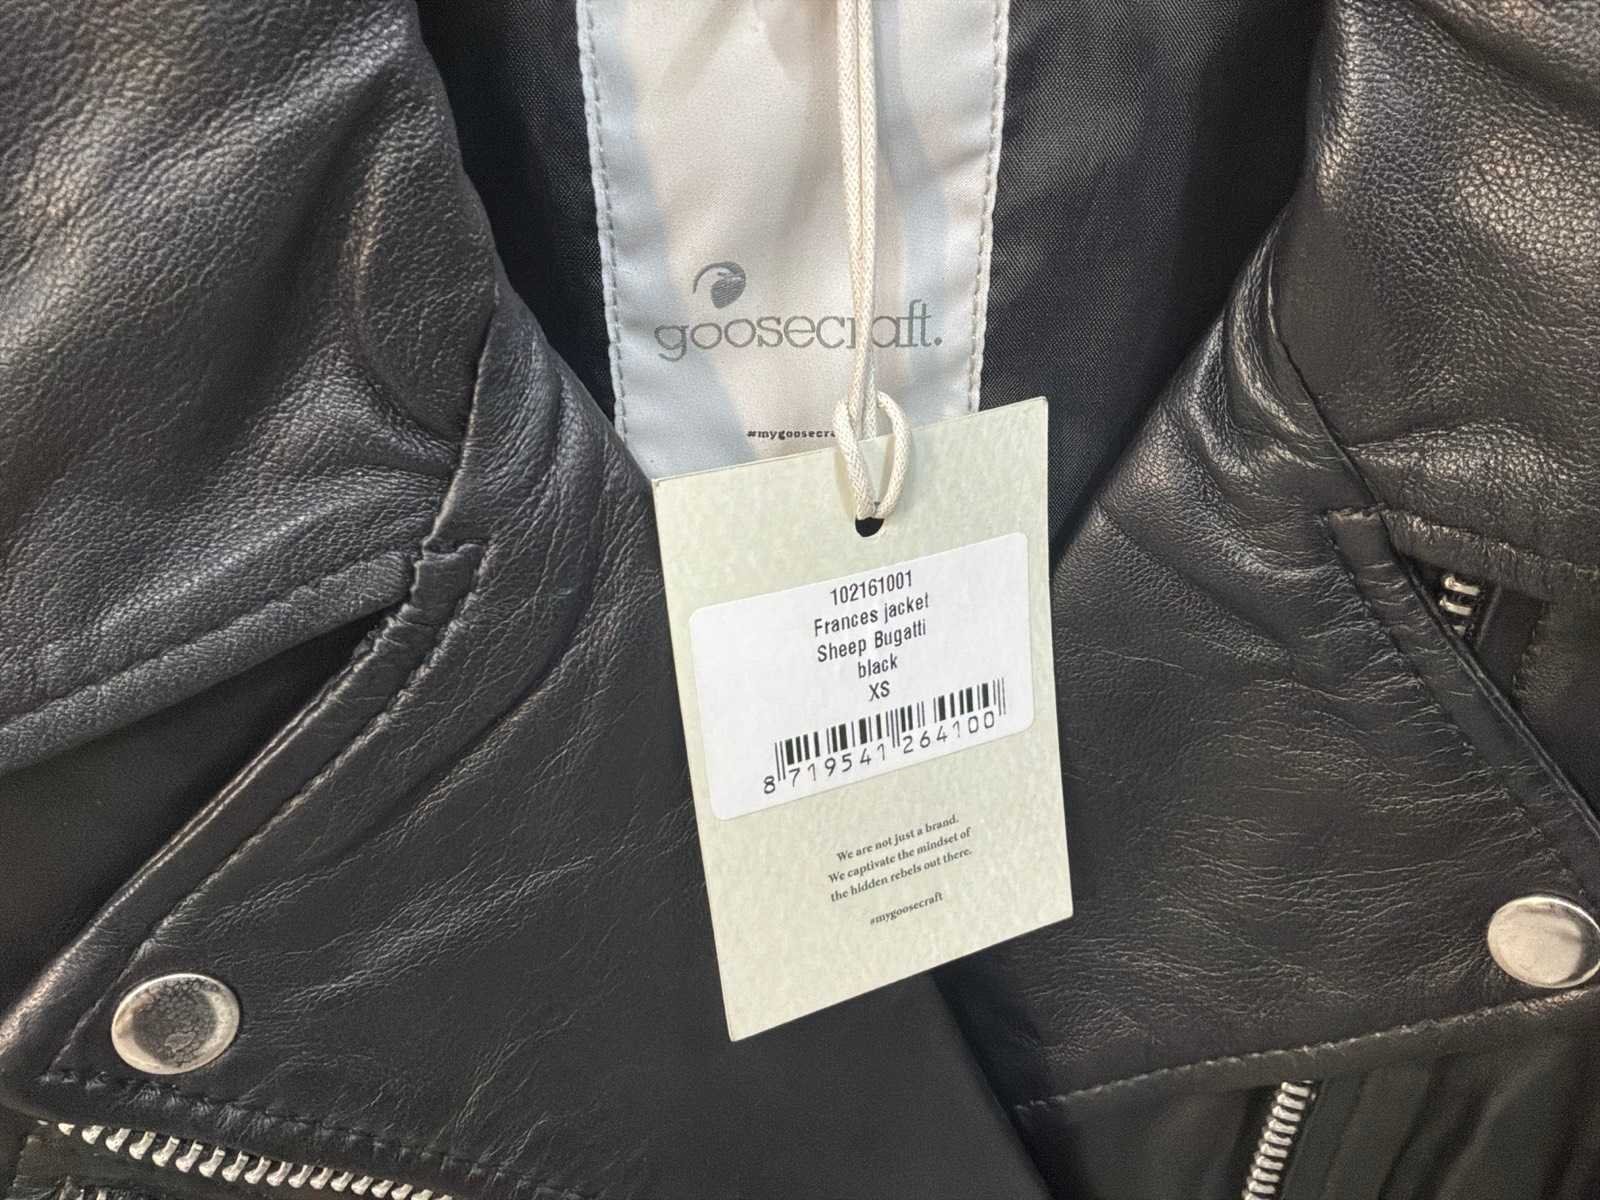 goosecraft.
#mygoosecra
102161001
Frances jacket
Sheep Bugatti
black
XS
8 719541 264100
We are not just a brand.
We captivate the mindset of
the hidden rebels out there.
#mygoosecraft